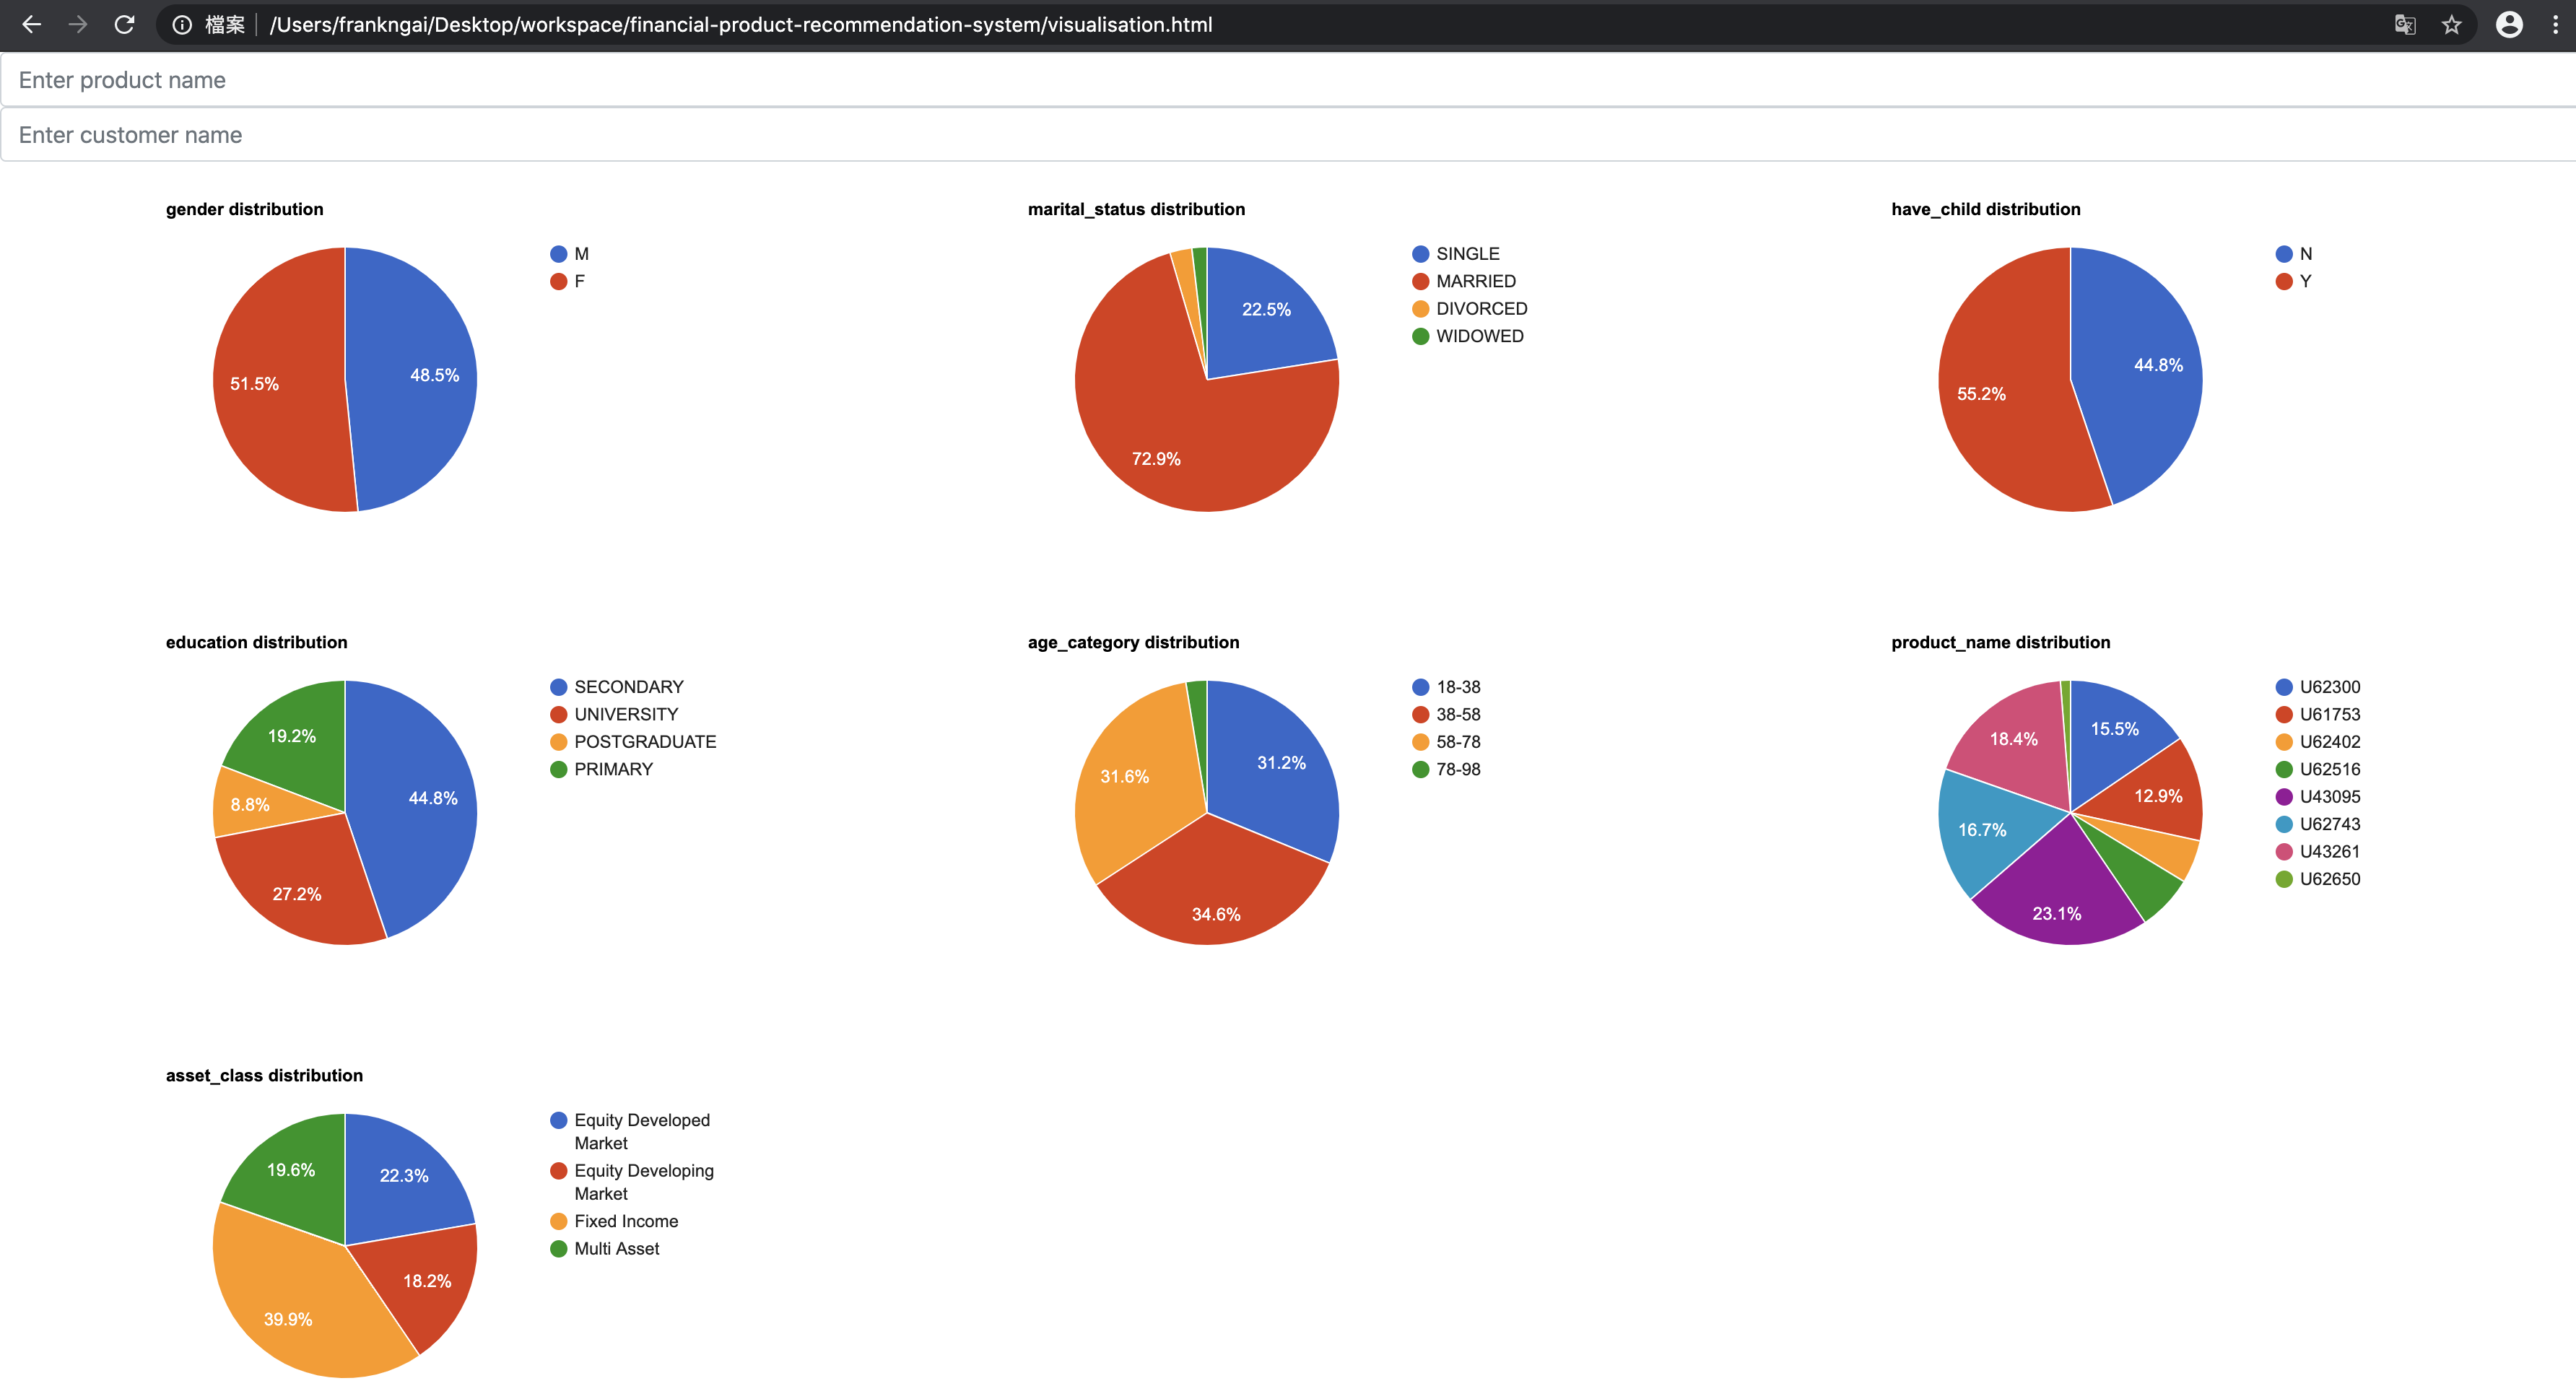 檔案 /Users/frankngai/Desktop/workspace/financial-product-recommendation-system/visualisation.html
Enter product name
Enter customer name
gender distribution
M
F
48.5%
51.5%
marital_status distribution
SINGLE
MARRIED
DIVORCED
WIDOWED
22.5%
72.9%
have_child distribution
N
Y
44.8%
55.2%
education distribution
SECONDARY
UNIVERSITY
POSTGRADUATE
PRIMARY
19.2%
44.8%
8.8%
27.2%
age_category distribution
18-38
38-58
58-78
78-98
31.2%
31.6%
34.6%
product_name distribution
U62300
U61753
U62402
U62516
U43095
U62743
U43261
U62650
15.5%
18.4%
12.9%
16.7%
23.1%
asset_class distribution
Equity Developed
Market
Equity Developing
Market
Fixed Income
Multi Asset
19.6%
22.3%
18.2%
39.9%